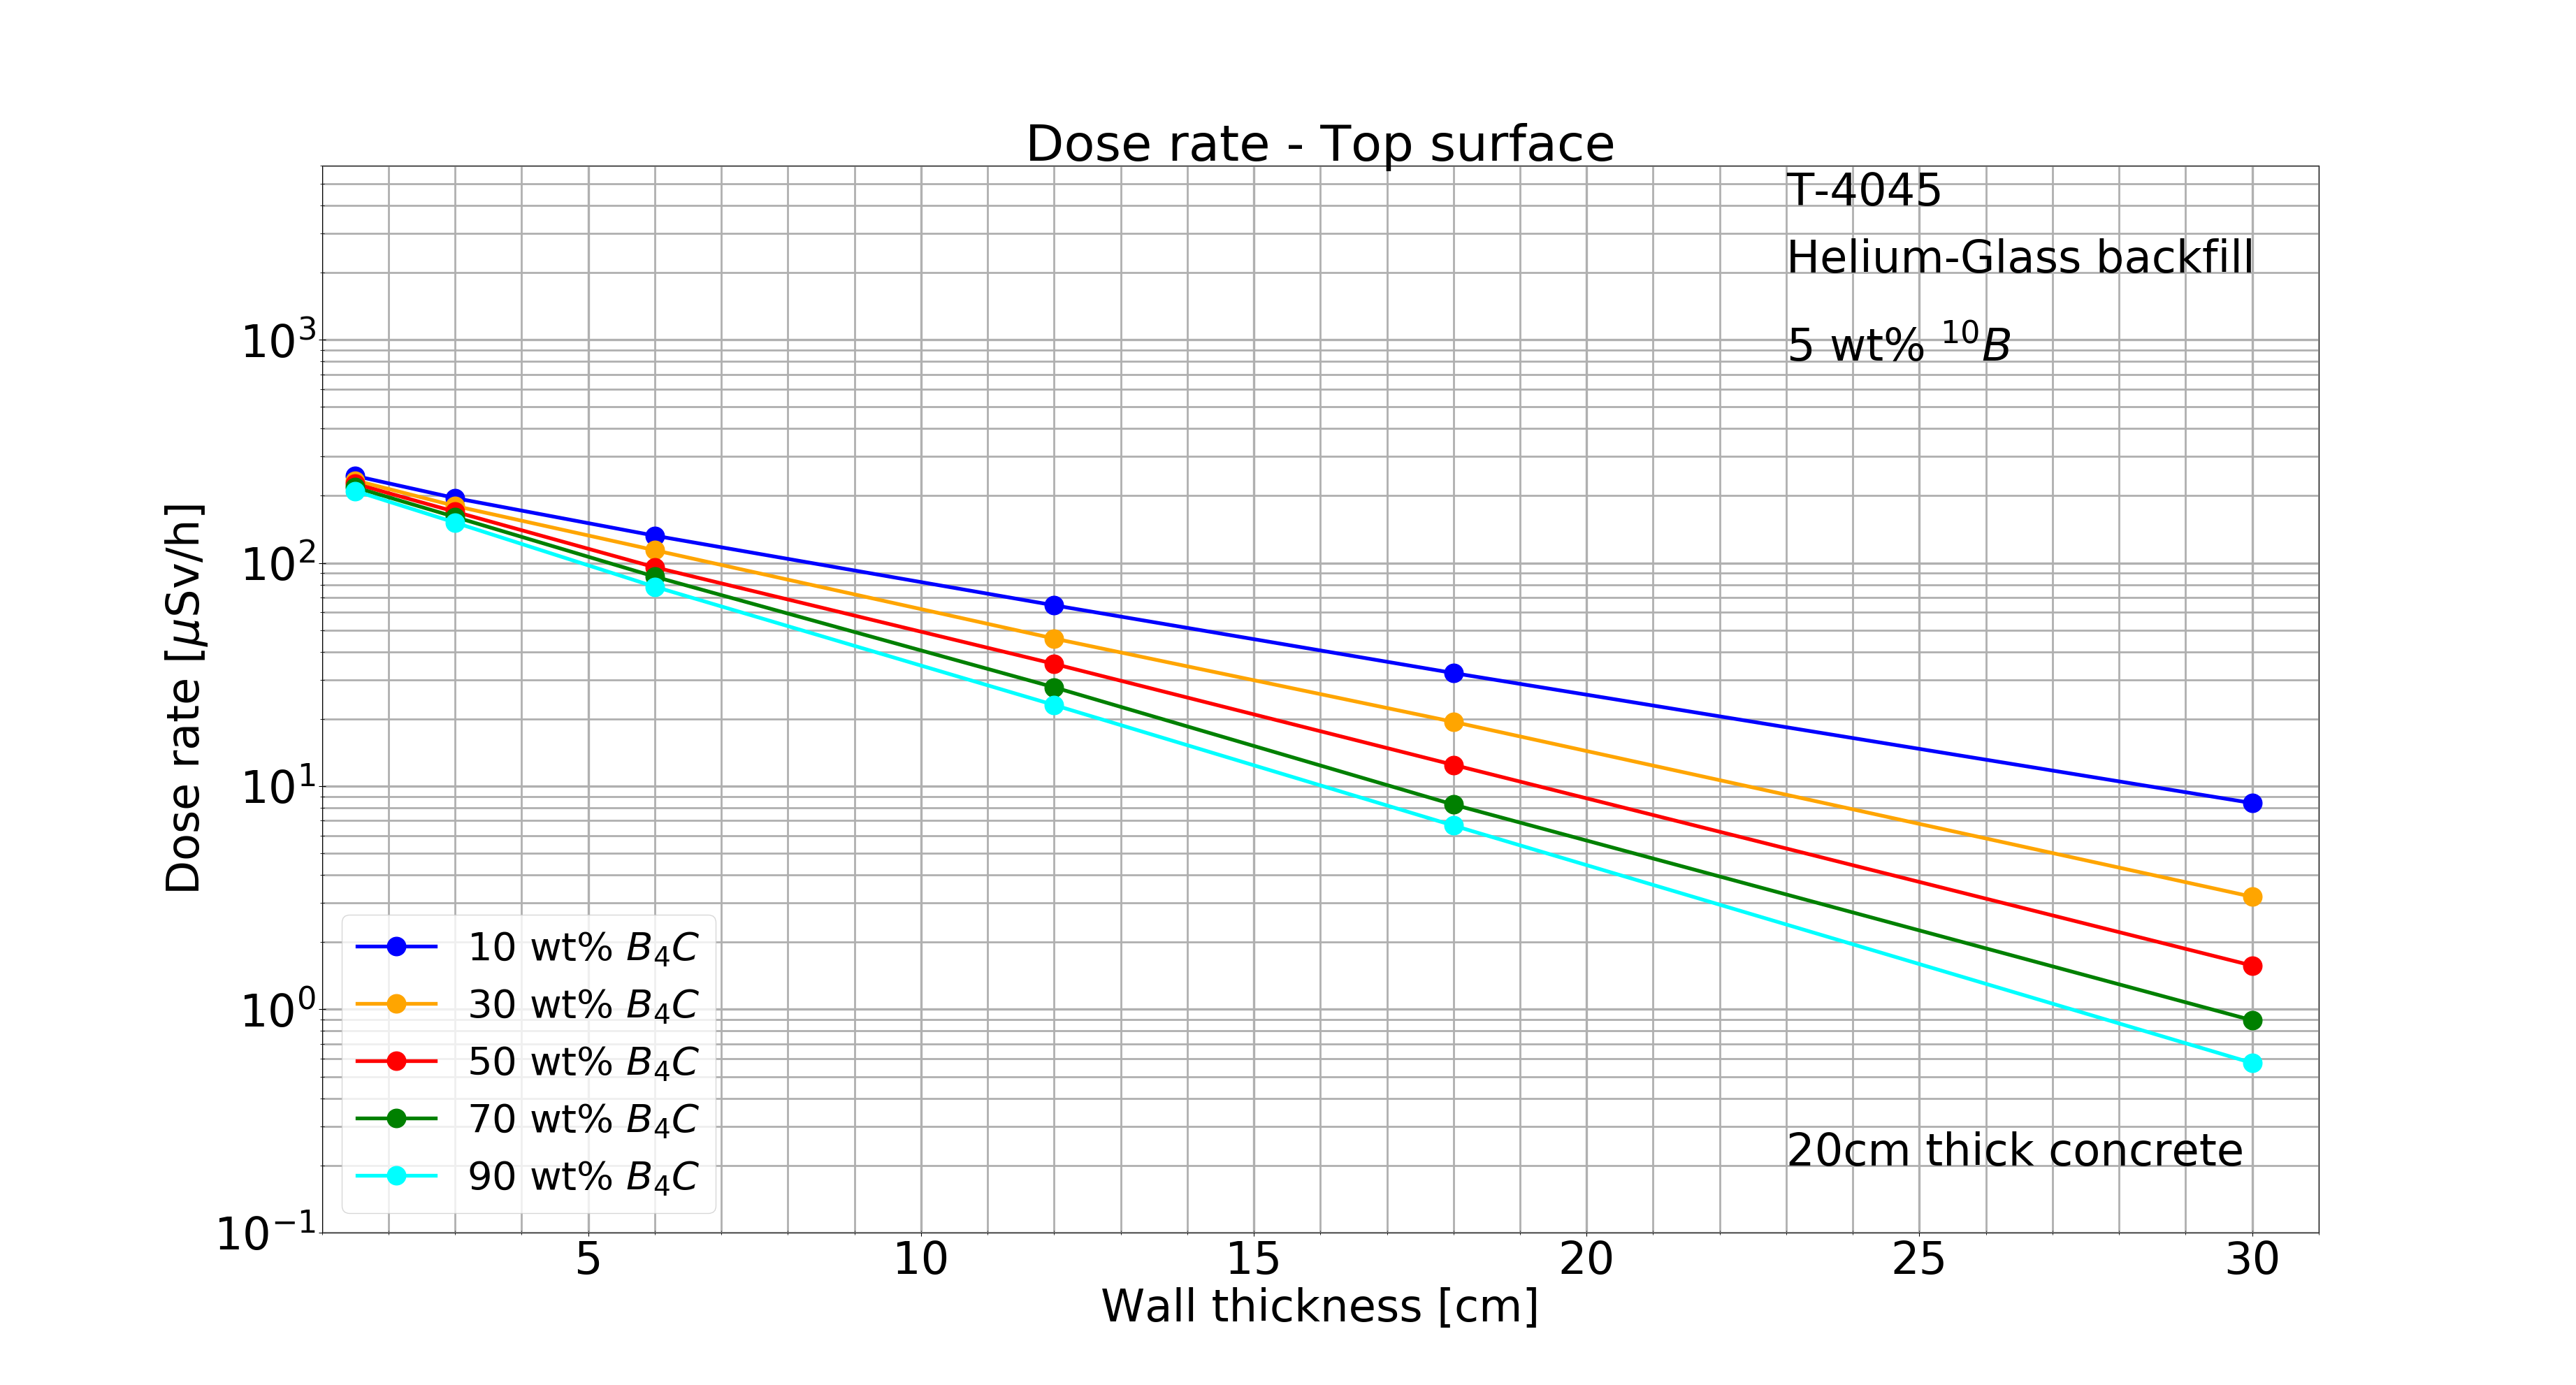 Dose rate - Top surface
T-4045
Helium-Glass backfill
5 wt% ¹⁰B
10³
10²
10¹
10⁰
10⁻¹
Dose rate [μSv/h]
10 wt% B₄C
30 wt% B₄C
50 wt% B₄C
70 wt% B₄C
90 wt% B₄C
20cm thick concrete
5 10 15 20 25 30
Wall thickness [cm]